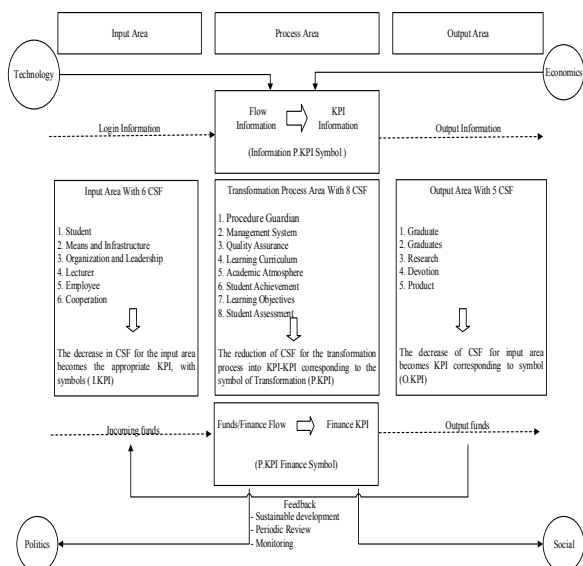 Input Area
Process Area
Output Area
Technology
Economics
Flow
Information
KPI
Information
(Information P.KPI Symbol )
Login Information
Output Information
Input Area With 6 CSF
1. Student
2. Means and Infrastructure
3. Organization and Leadership
4. Lecturer
5. Employee
6. Cooperation
The decrease in CSF for the input area
becomes the appropriate KPI, with
symbols ( I.KPI)
Transformation Process Area With 8 CSF
1. Procedure Guardian
2. Management System
3. Quality Assurance
4. Learning Curriculum
5. Academic Atmosphere
6. Student Achievement
7. Learning Objectives
8. Student Assessment
The reduction of CSF for the transformation
process into KPI-KPI corresponding to the
symbol of Transformation (P.KPI)
Output Area With 5 CSF
1. Graduate
2. Graduates
3. Research
4. Devotion
5. Product
The decrease of CSF for input area
becomes KPI corresponding to symbol
(O.KPI)
Incoming funds
Funds/Finance Flow
Finance KPI
(P.KPI Finance Symbol)
Output funds
Feedback
- Sustainable development
- Periodic Review
- Monitoring
Politics
Social